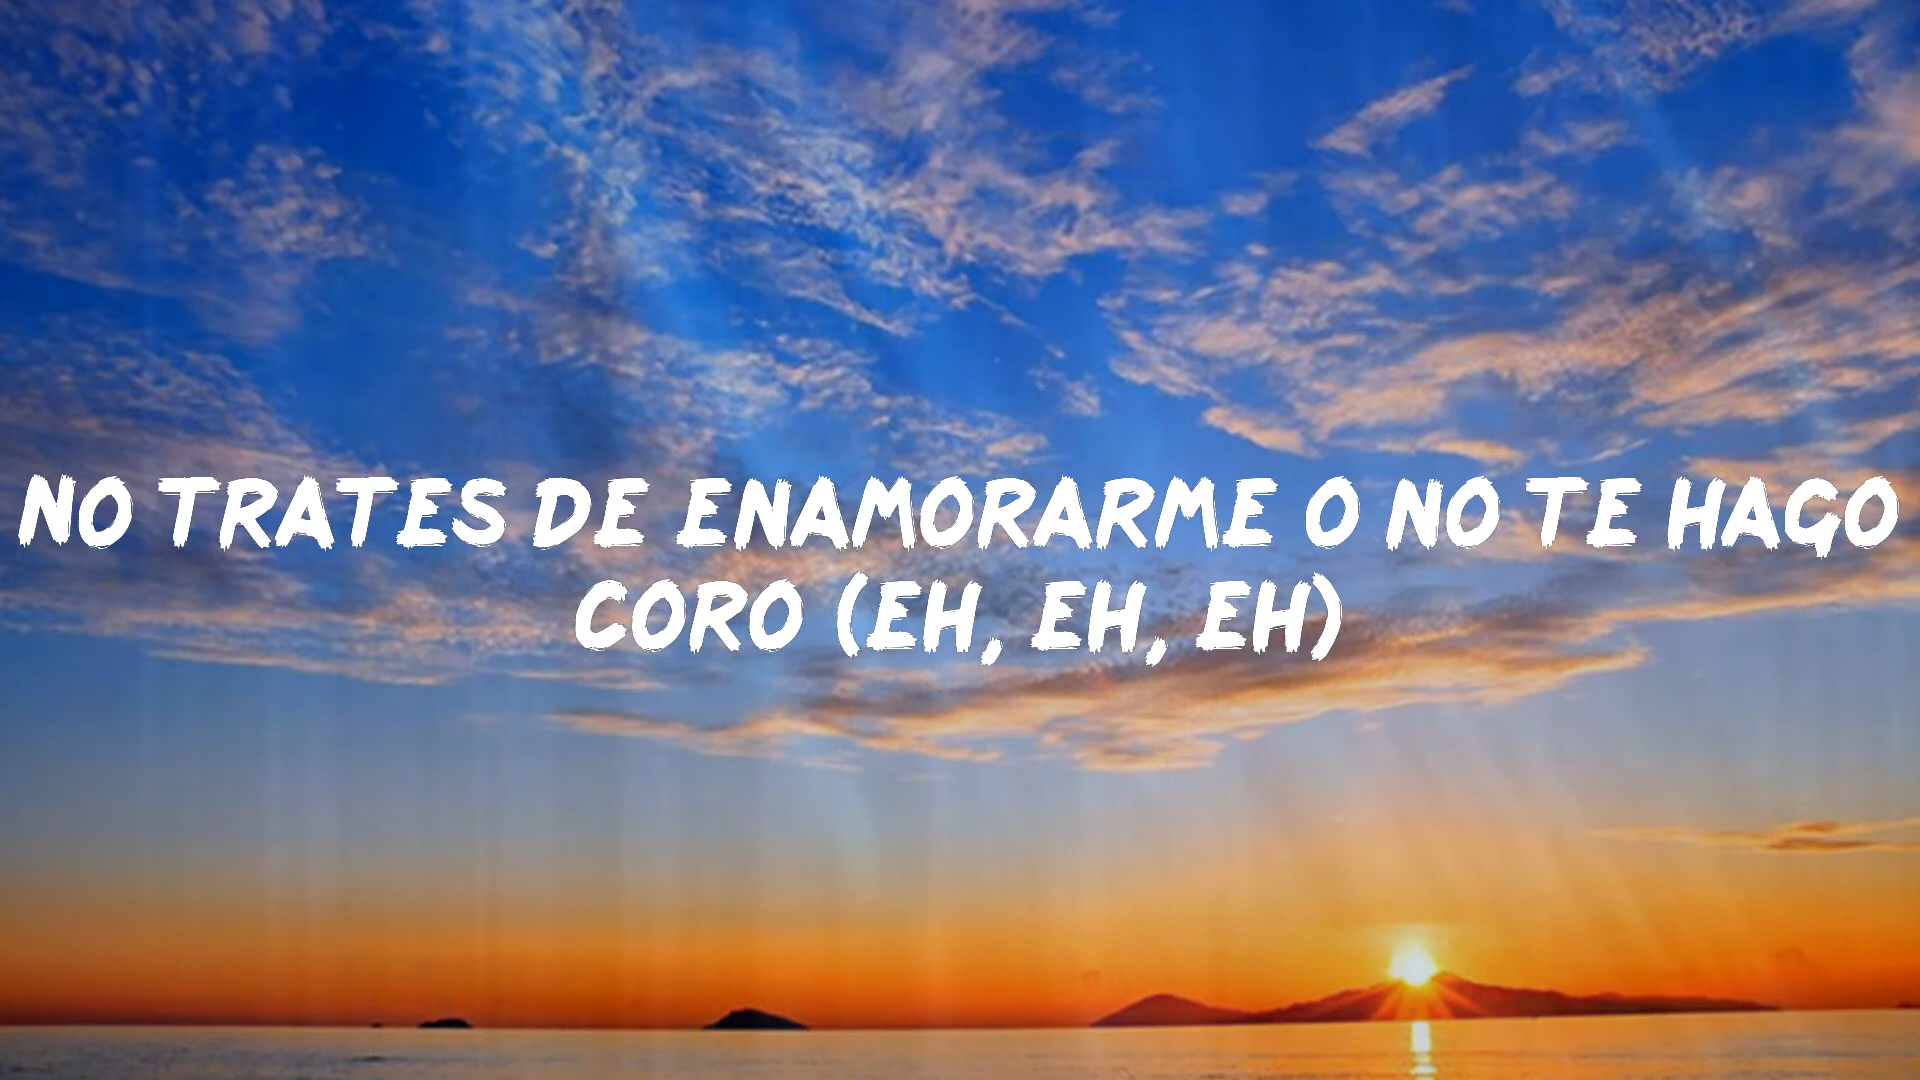 NO TRATES DE ENAMORARME O NO TE HAGO
CORO (EH, EH, EH)